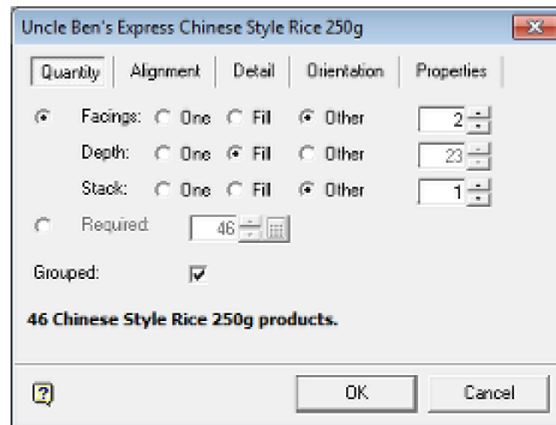 Uncle Ben's Express Chinese Style Rice 250g
Quantity Alignment Detail Orientation Properties
Facings: One Fill Other 2
Depth: One Fill Other 23
Stack: One Fill Other 1
Required: 46
Grouped:
46 Chinese Style Rice 250g products.
? OK Cancel